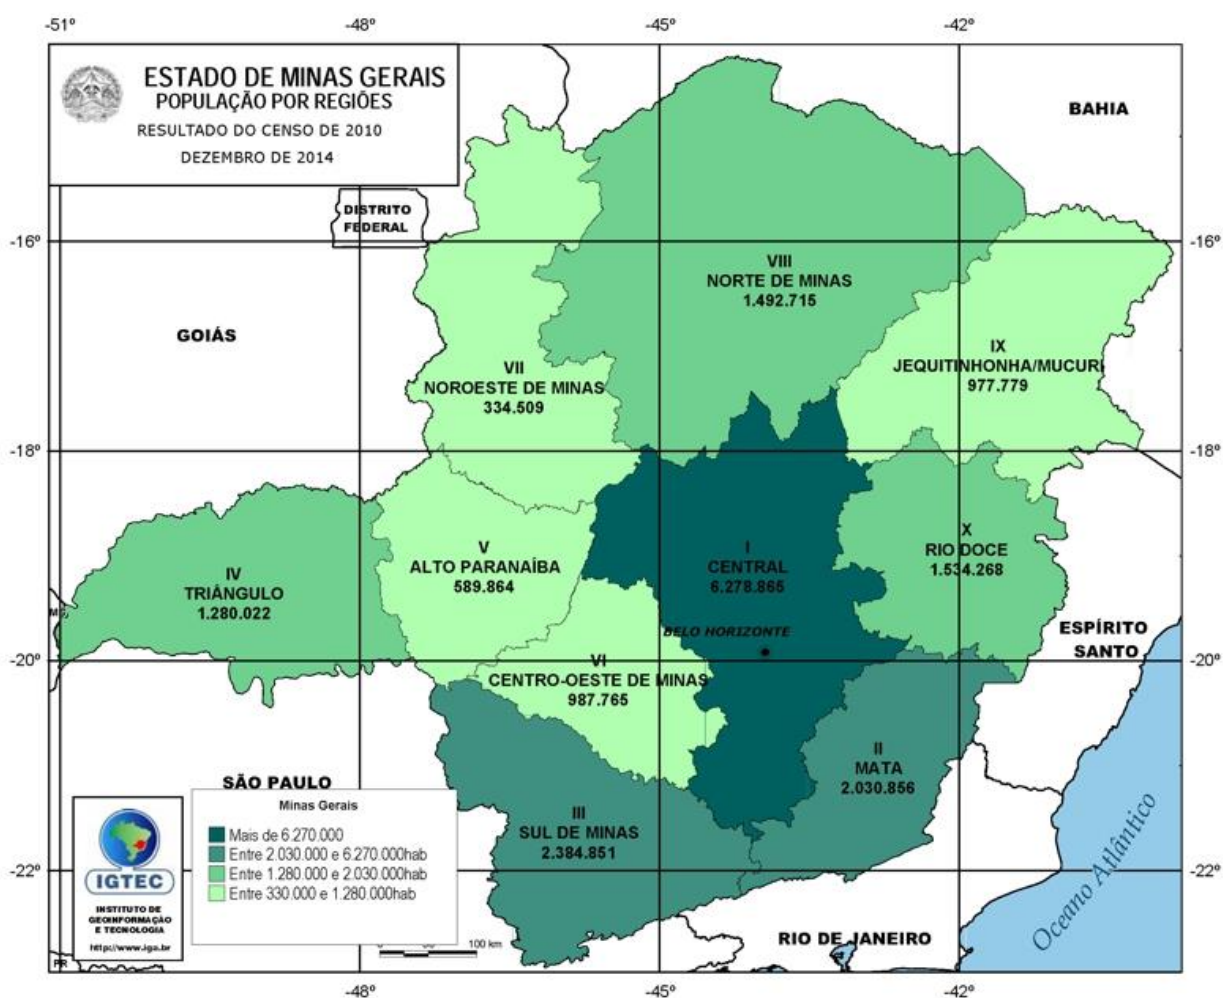 -51º
-48º
-45º
-42º
ESTADO DE MINAS GERAIS
POPULAÇÃO POR REGIÕES
RESULTADO DO CENSO DE 2010
DEZEMBRO DE 2014
BAHIA
DISTRITO
FEDERAL
-16º
-16º
VIII
NORTE DE MINAS
1.492.715
GOIÁS
IX
JEQUITINHONHA/MUCURI
977.779
VII
NOROESTE DE MINAS
334.509
-18º
-18º
X
RIO DOCE
1.534.268
V
ALTO PARANAÍBA
589.864
I
CENTRAL
6.278.865
IV
TRIÂNGULO
1.280.022
MS
BELO HORIZONTE
ESPÍRITO
SANTO
-20º
-20º
VI
CENTRO-OESTE DE MINAS
987.765
II
MATA
2.030.856
SÃO PAULO
III
SUL DE MINAS
2.384.851
Minas Gerais
Mais de 6.270.000
Entre 2.030.000 e 6.270.000hab
Entre 1.280.000 e 2.030.000hab
Entre 330.000 e 1.280.000hab
IGTEC
INSTITUTO DE
GEOINFORMAÇÃO
E TECNOLOGIA
http://www.iga.br
-22º
-22º
Oceano Atlântico
0 50 100 km
RIO DE JANEIRO
PR
-48º
-45º
-42º